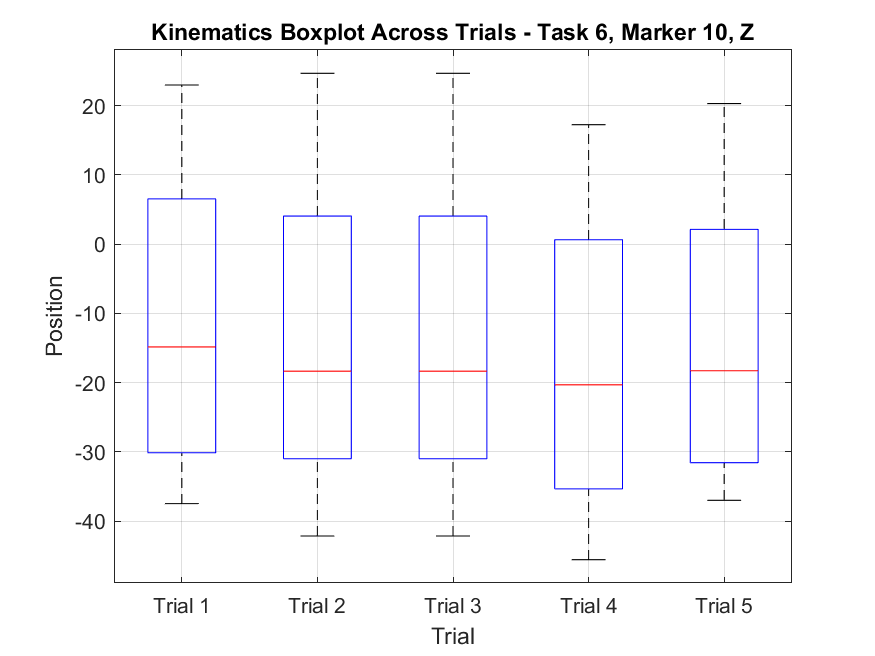 Kinematics Boxplot Across Trials - Task 6, Marker 10, Z
20
10
0
-10
-20
-30
-40
Position
Trial 1 Trial 2 Trial 3 Trial 4 Trial 5
Trial